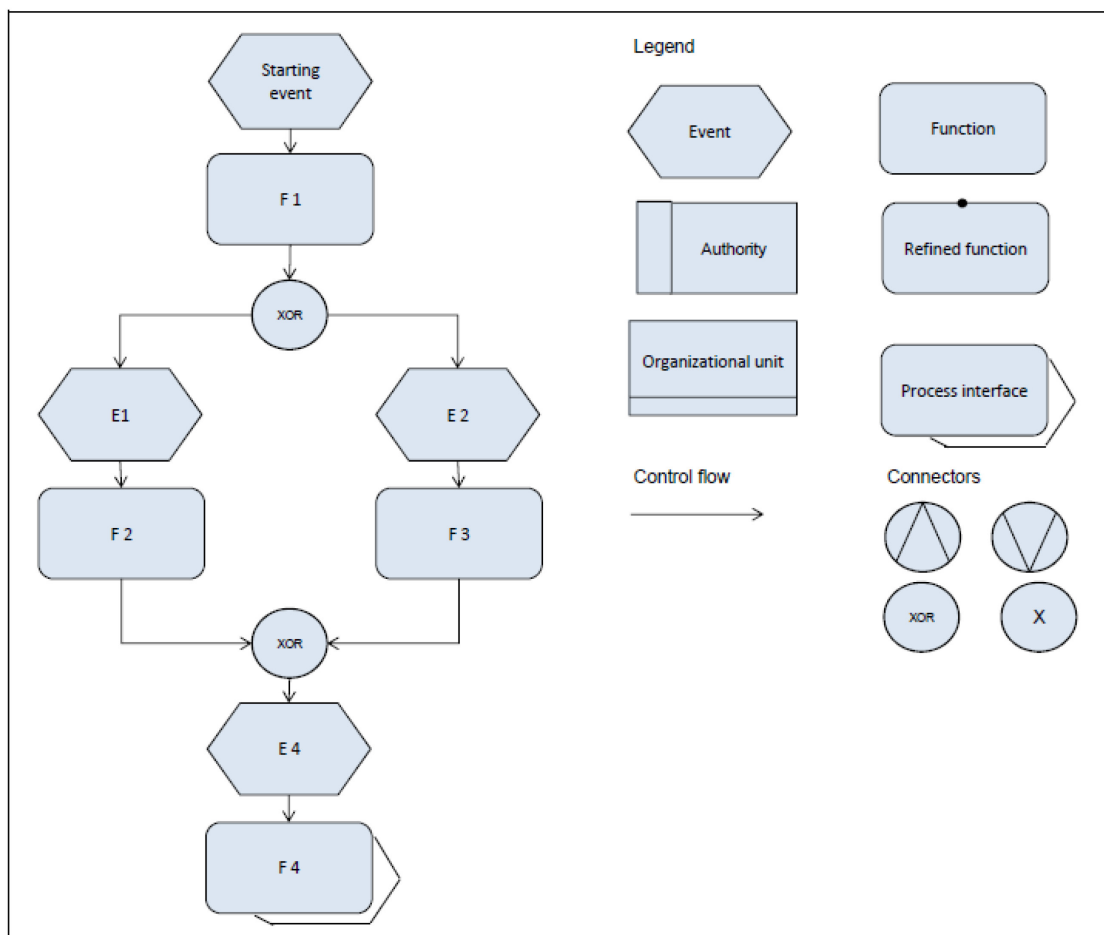 Starting
event
F 1
XOR
E1
E 2
F 2
F 3
XOR
E 4
F 4
Legend
Event
Function
Authority
Refined function
Organizational unit
Process interface
Control flow
Connectors
XOR
X